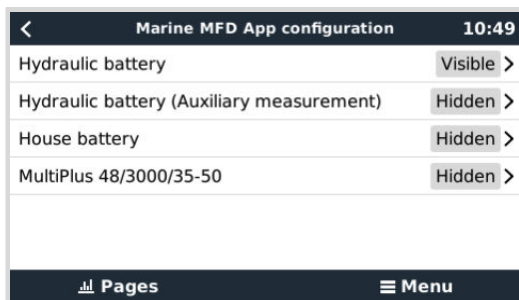 Marine MFD App configuration 10:49
Hydraulic battery Visible
Hydraulic battery (Auxiliary measurement) Hidden
House battery Hidden
MultiPlus 48/3000/35-50 Hidden
Pages Menu